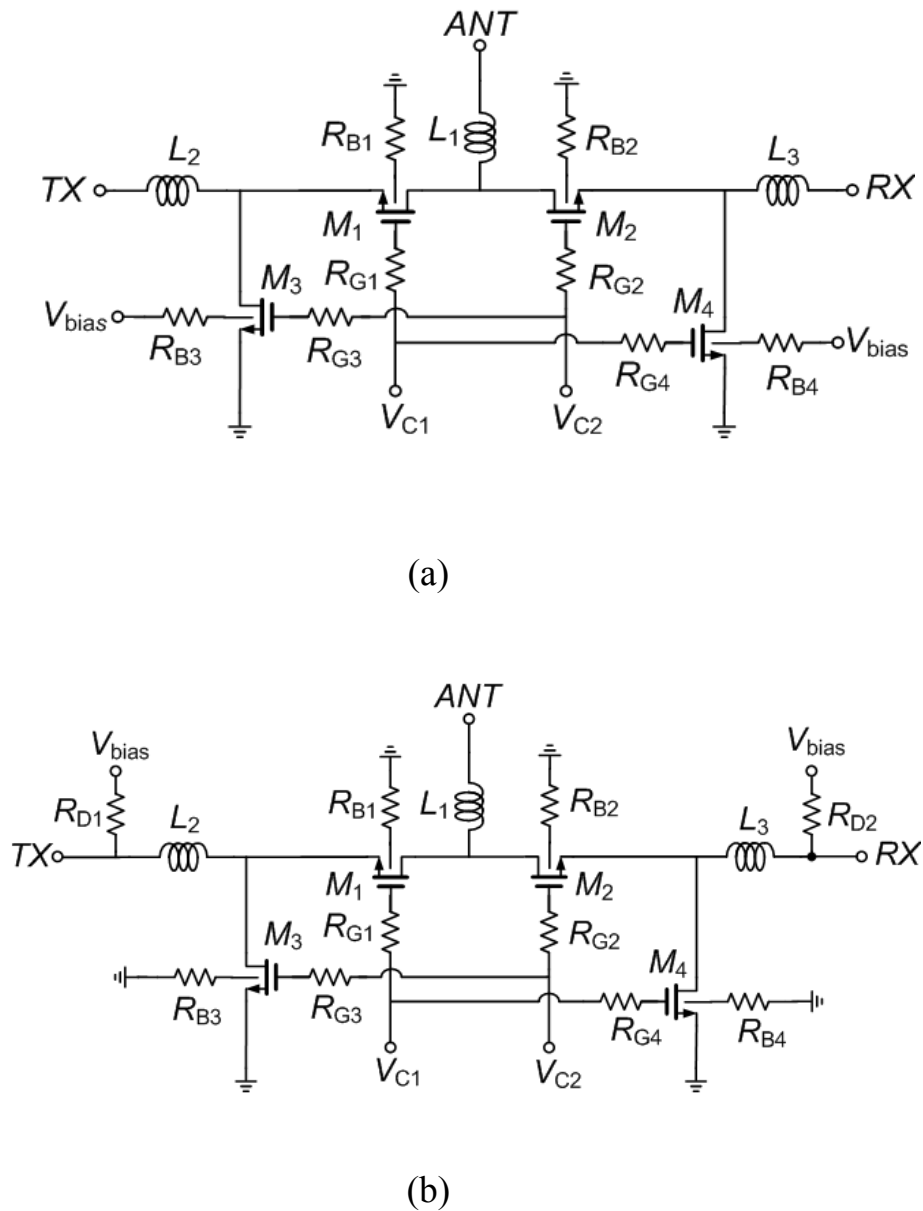 ANT
R_B1 L_1 R_B2
L_2 L_3
TX RX
M_1 M_2
R_G1 R_G2
M_3 M_4
V_bias V_bias
R_B3 R_G3 R_G4 R_B4
V_C1 V_C2
(a)
ANT
V_bias V_bias
R_D1 R_B1 L_1 R_B2 R_D2
L_2 L_3
TX RX
M_1 M_2
R_G1 R_G2
M_3 M_4
R_B3 R_G3 R_G4 R_B4
V_C1 V_C2
(b)